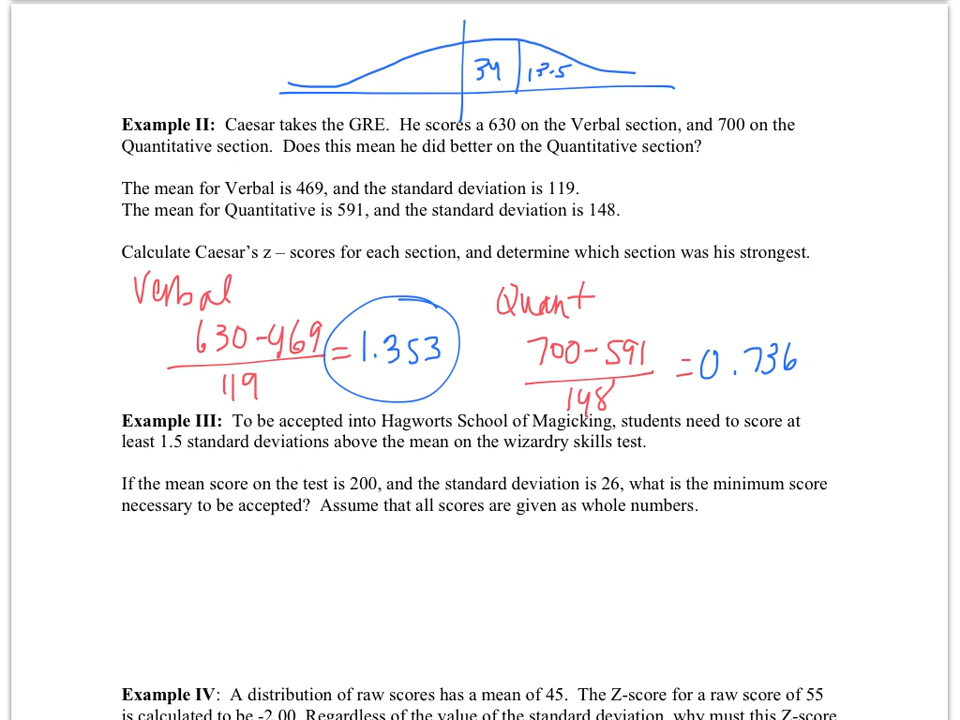 34 13.5
Example II: Caesar takes the GRE. He scores a 630 on the Verbal section, and 700 on the
Quantitative section. Does this mean he did better on the Quantitative section?
The mean for Verbal is 469, and the standard deviation is 119.
The mean for Quantitative is 591, and the standard deviation is 148.
Calculate Caesar's z – scores for each section, and determine which section was his strongest.
Verbal
630-469
119
= 1.353
Quant
700-591
148
= 0.736
Example III: To be accepted into Hagworts School of Magicking, students need to score at
least 1.5 standard deviations above the mean on the wizardry skills test.
If the mean score on the test is 200, and the standard deviation is 26, what is the minimum score
necessary to be accepted? Assume that all scores are given as whole numbers.
Example IV: A distribution of raw scores has a mean of 45. The Z-score for a raw score of 55
is calculated to be -2.00. Regardless of the value of the standard deviation, why must this Z-score